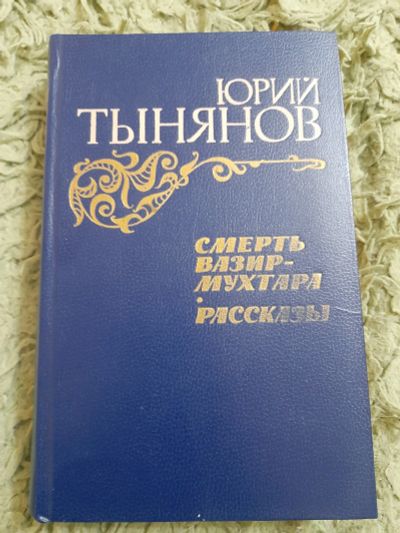 ЮРИЙ
ТЫНЯНОВ
СМЕРТЬ
ВАЗИР-
МУХТАРА
·
РАССКАЗЫ